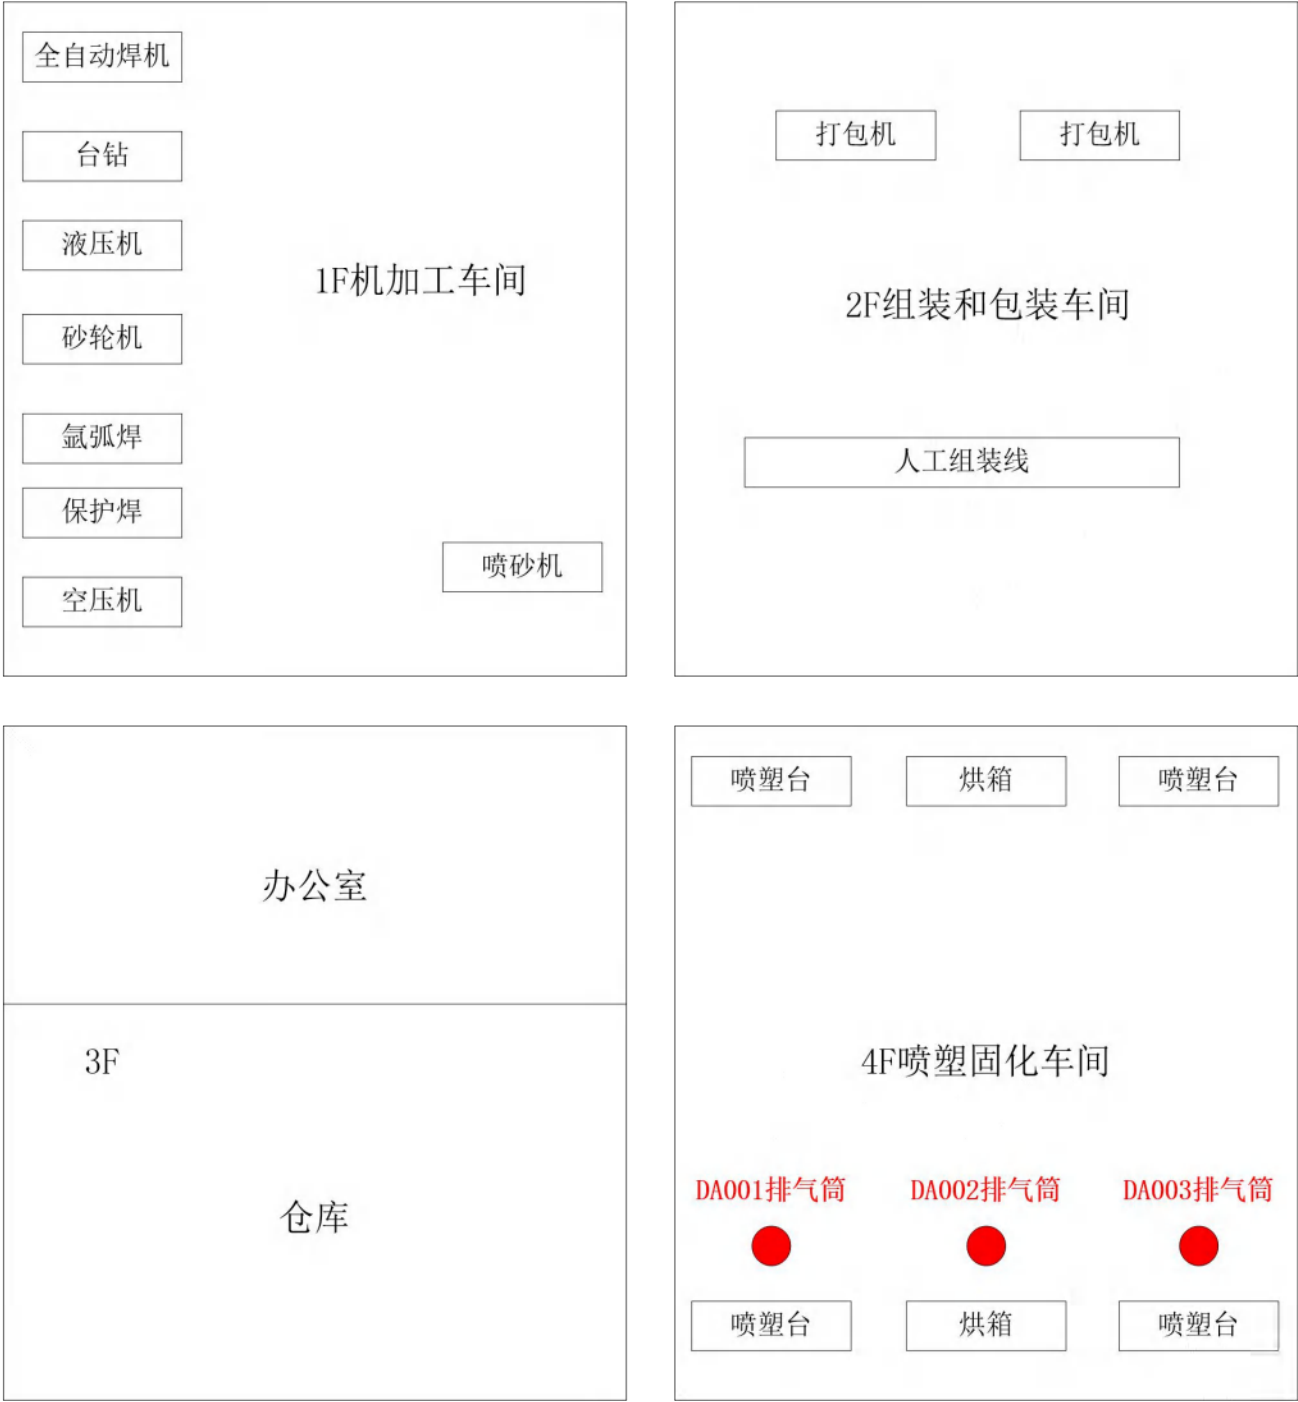 全自动焊机
台钻
液压机
1F机加工车间
砂轮机
氩弧焊
保护焊
喷砂机
空压机
打包机
打包机
2F组装和包装车间
人工组装线
办公室
3F
仓库
喷塑台
烘箱
喷塑台
4F喷塑固化车间
DA001排气筒
DA002排气筒
DA003排气筒
喷塑台
烘箱
喷塑台